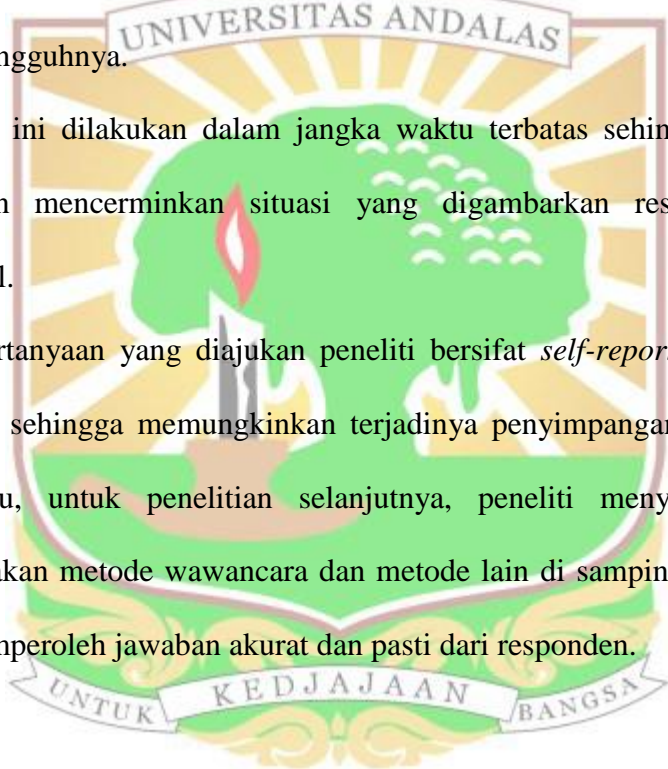 UNIVERSITAS ANDALAS
ngguhnya.
ini dilakukan dalam jangka waktu terbatas sehin
mencerminkan situasi yang digambarkan res
l.
rtanyaan yang diajukan peneliti bersifat self-repor
sehingga memungkinkan terjadinya penyimpangan
u, untuk penelitian selanjutnya, peneliti meny
akan metode wawancara dan metode lain di sampin
mperoleh jawaban akurat dan pasti dari responden.
UNTUK KEDJAJAAN BANGSA